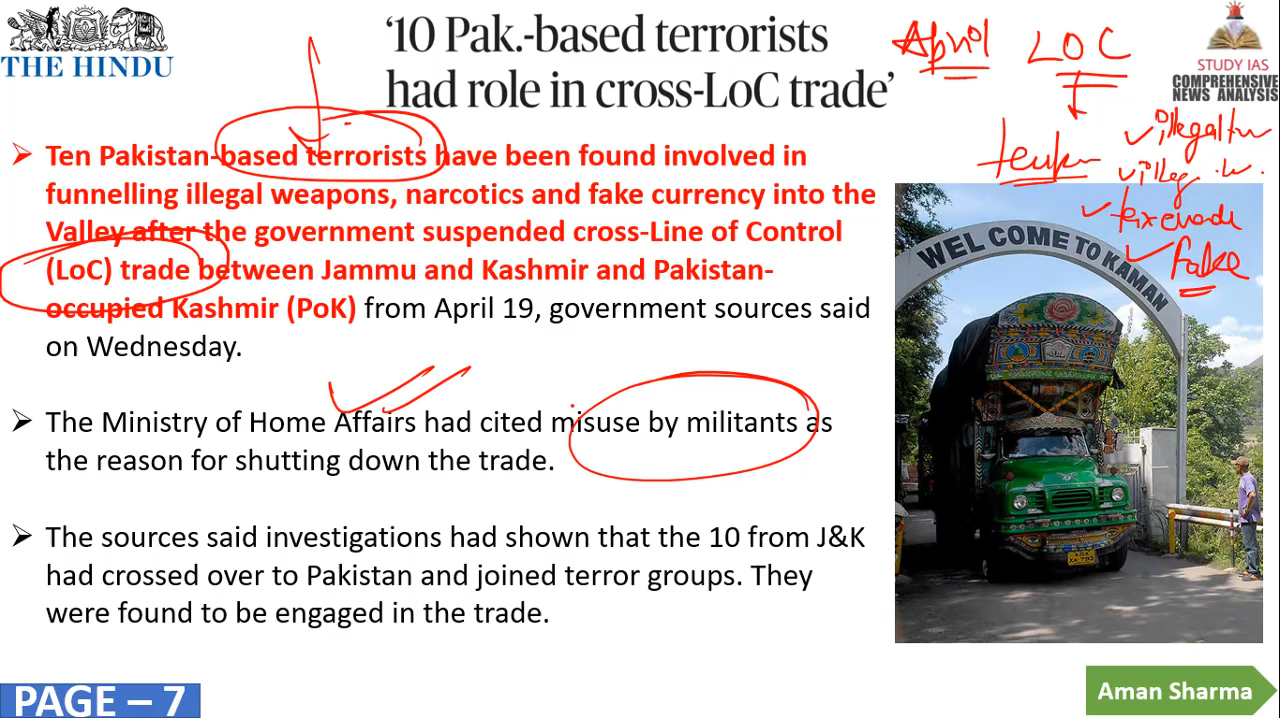 THE HINDU
‘10 Pak.-based terrorists
had role in cross-LoC trade’
April LOC
STUDY IAS
COMPREHENSIVE
NEWS ANALYSIS
fake
➢ Ten Pakistan-based terrorists have been found involved in
funnelling illegal weapons, narcotics and fake currency into the
Valley after the government suspended cross-Line of Control
(LoC) trade between Jammu and Kashmir and Pakistan-
occupied Kashmir (PoK) from April 19, government sources said
on Wednesday.
➢ The Ministry of Home Affairs had cited misuse by militants as
the reason for shutting down the trade.
➢ The sources said investigations had shown that the 10 from J&K
had crossed over to Pakistan and joined terror groups. They
were found to be engaged in the trade.
WEL COME TO KAMAN
PAGE – 7
Aman Sharma